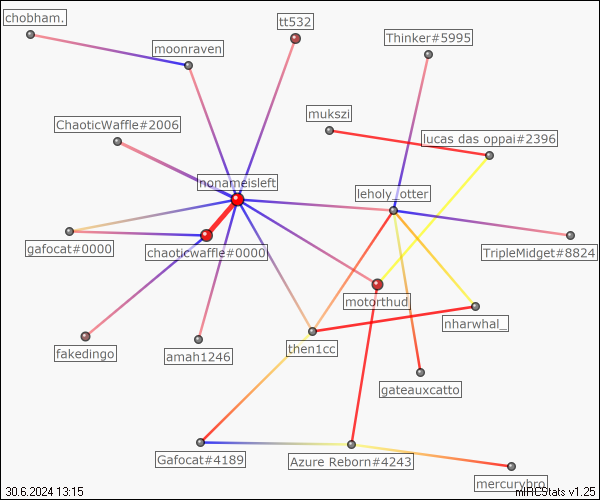 chobham.
tt532
moonraven
Thinker#5995
mukszi
ChaoticWaffle#2006
lucas das oppai#2396
nonameisleft
leholy_otter
gafocat#0000
chaoticwaffle#0000
TripleMidget#8824
motorthud
nharwhal_
then1cc
fakedingo
amah1246
gateauxcatto
Gafocat#4189
Azure Reborn#4243
mercurybro
30.6.2024 13:15
mIRCStats v1.25